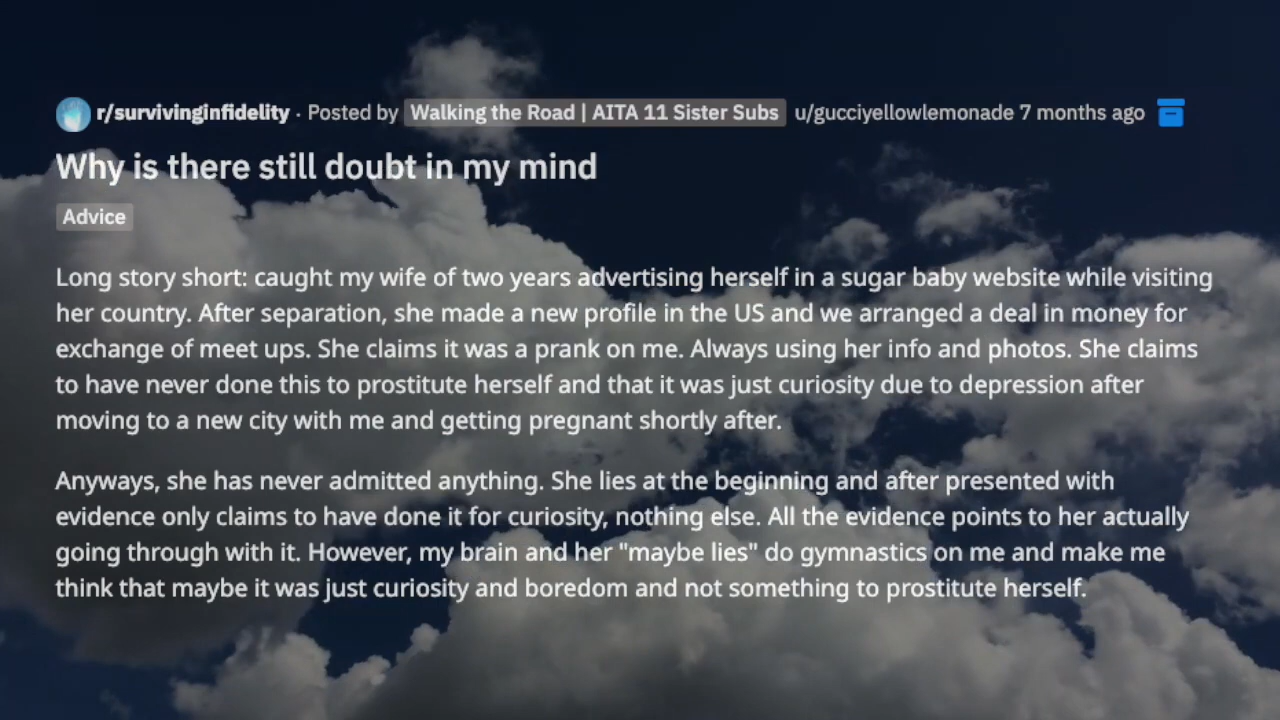 r/survivinginfidelity · Posted by Walking the Road | AITA 11 Sister Subs u/gucciyellowlemonade 7 months ago
Why is there still doubt in my mind
Advice
Long story short: caught my wife of two years advertising herself in a sugar baby website while visiting
her country. After separation, she made a new profile in the US and we arranged a deal in money for
exchange of meet ups. She claims it was a prank on me. Always using her info and photos. She claims
to have never done this to prostitute herself and that it was just curiosity due to depression after
moving to a new city with me and getting pregnant shortly after.
Anyways, she has never admitted anything. She lies at the beginning and after presented with
evidence only claims to have done it for curiosity, nothing else. All the evidence points to her actually
going through with it. However, my brain and her "maybe lies" do gymnastics on me and make me
think that maybe it was just curiosity and boredom and not something to prostitute herself.